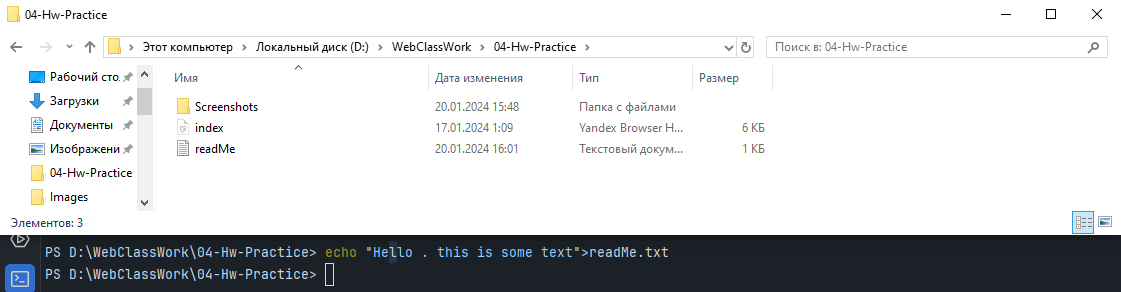 04-Hw-Practice
Этот компьютер > Локальный диск (D:) > WebClassWork > 04-Hw-Practice >
Поиск в: 04-Hw-Practice
Рабочий сто.
Загрузки
Документы
Изображени
04-Hw-Practice
Images
Имя Дата изменения Тип Размер
Screenshots 20.01.2024 15:48 Папка с файлами
index 17.01.2024 1:09 Yandex Browser H... 6 КБ
readMe 20.01.2024 16:01 Текстовый докум... 1 КБ
Элементов: 3
PS D:\WebClassWork\04-Hw-Practice> echo "Hello . this is some text">readMe.txt
PS D:\WebClassWork\04-Hw-Practice>